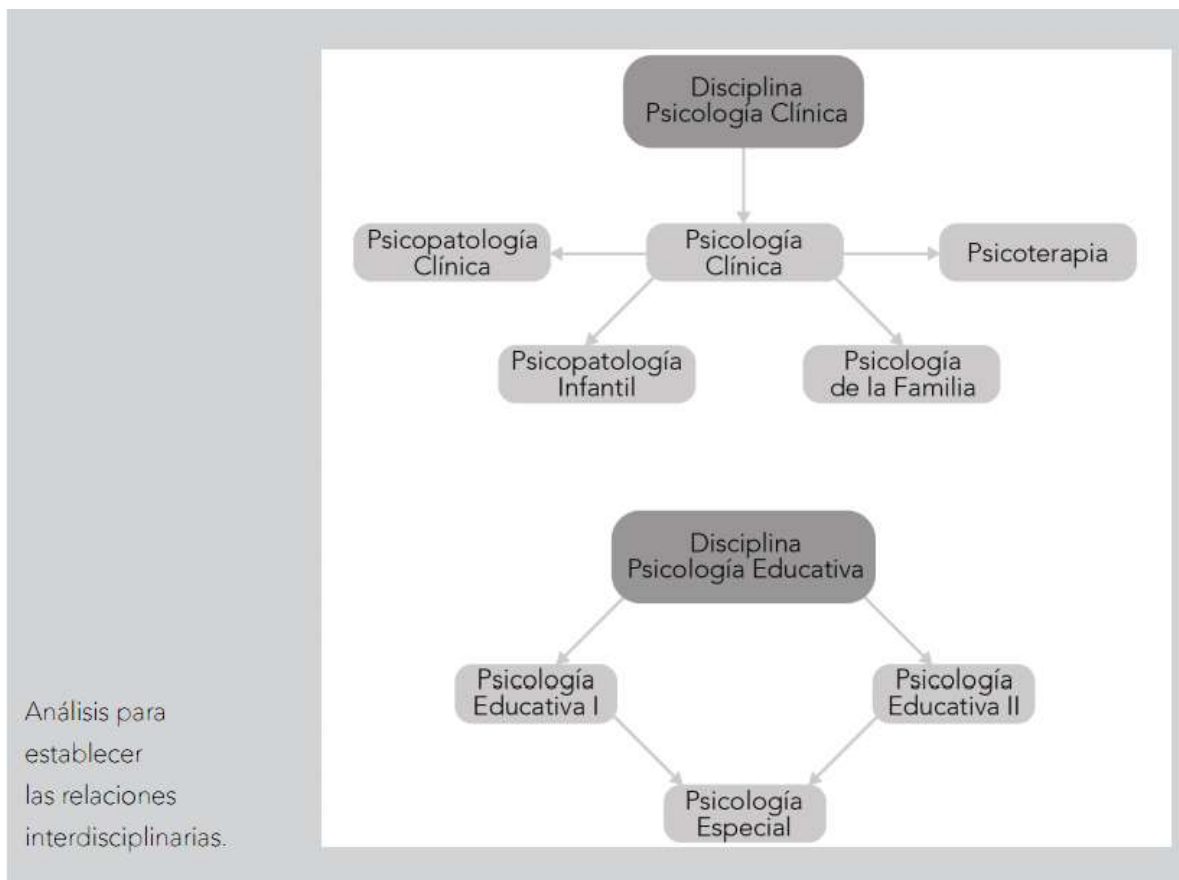 Disciplina
Psicología Clínica
Psicopatología
Clínica
Psicología
Clínica
Psicoterapia
Psicopatología
Infantil
Psicología
de la Familia
Disciplina
Psicología Educativa
Psicología
Educativa I
Psicología
Educativa II
Psicología
Especial
Análisis para
establecer
las relaciones
interdisciplinarias.